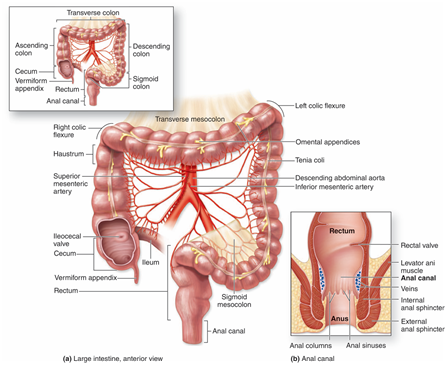 Transverse colon
Ascending
colon
Descending
colon
Cecum
Vermiform
appendix
Sigmoid
colon
Rectum
Anal canal
Left colic flexure
Transverse mesocolon
Right colic
flexure
Omental appendices
Haustrum
Tenia coli
Superior
mesenteric
artery
Descending abdominal aorta
Inferior mesenteric artery
Ileocecal
valve
Cecum
Ileum
Vermiform appendix
Rectum
Sigmoid
mesocolon
Anal canal
Rectum
Rectal valve
Levator ani
muscle
Anal canal
Veins
Internal
anal sphincter
Anus
External
anal sphincter
Anal columns
Anal sinuses
(a) Large intestine, anterior view
(b) Anal canal